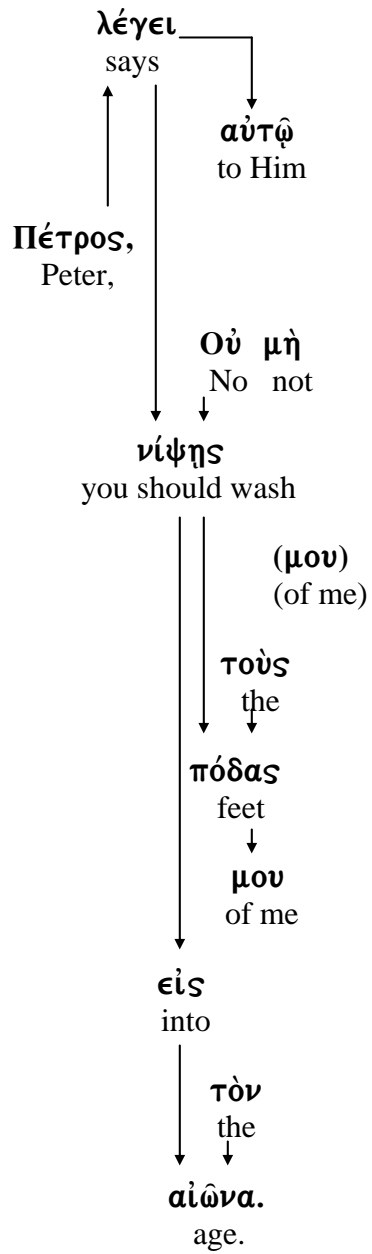 λέγει
says
αὐτῷ
to Him
Πέτρος,
Peter,
Οὐ μὴ
No not
νίψῃς
you should wash
(μου)
(of me)
τοὺς
the
πόδας
feet
μου
of me
εἰς
into
τὸν
the
αἰῶνα.
age.